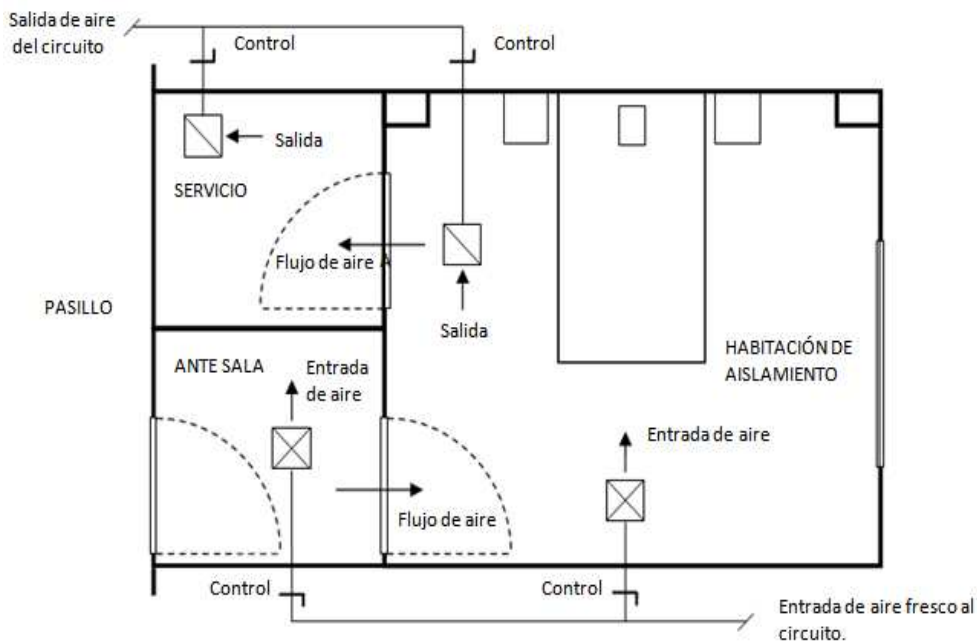 Salida de aire
del circuito
Control
Control
Salida
SERVICIO
Flujo de aire A
PASILLO
Salida
HABITACIÓN DE
AISLAMIENTO
ANTE SALA
Entrada
de aire
Entrada de aire
Flujo de aire
Control
Control
Entrada de aire fresco al
circuito.